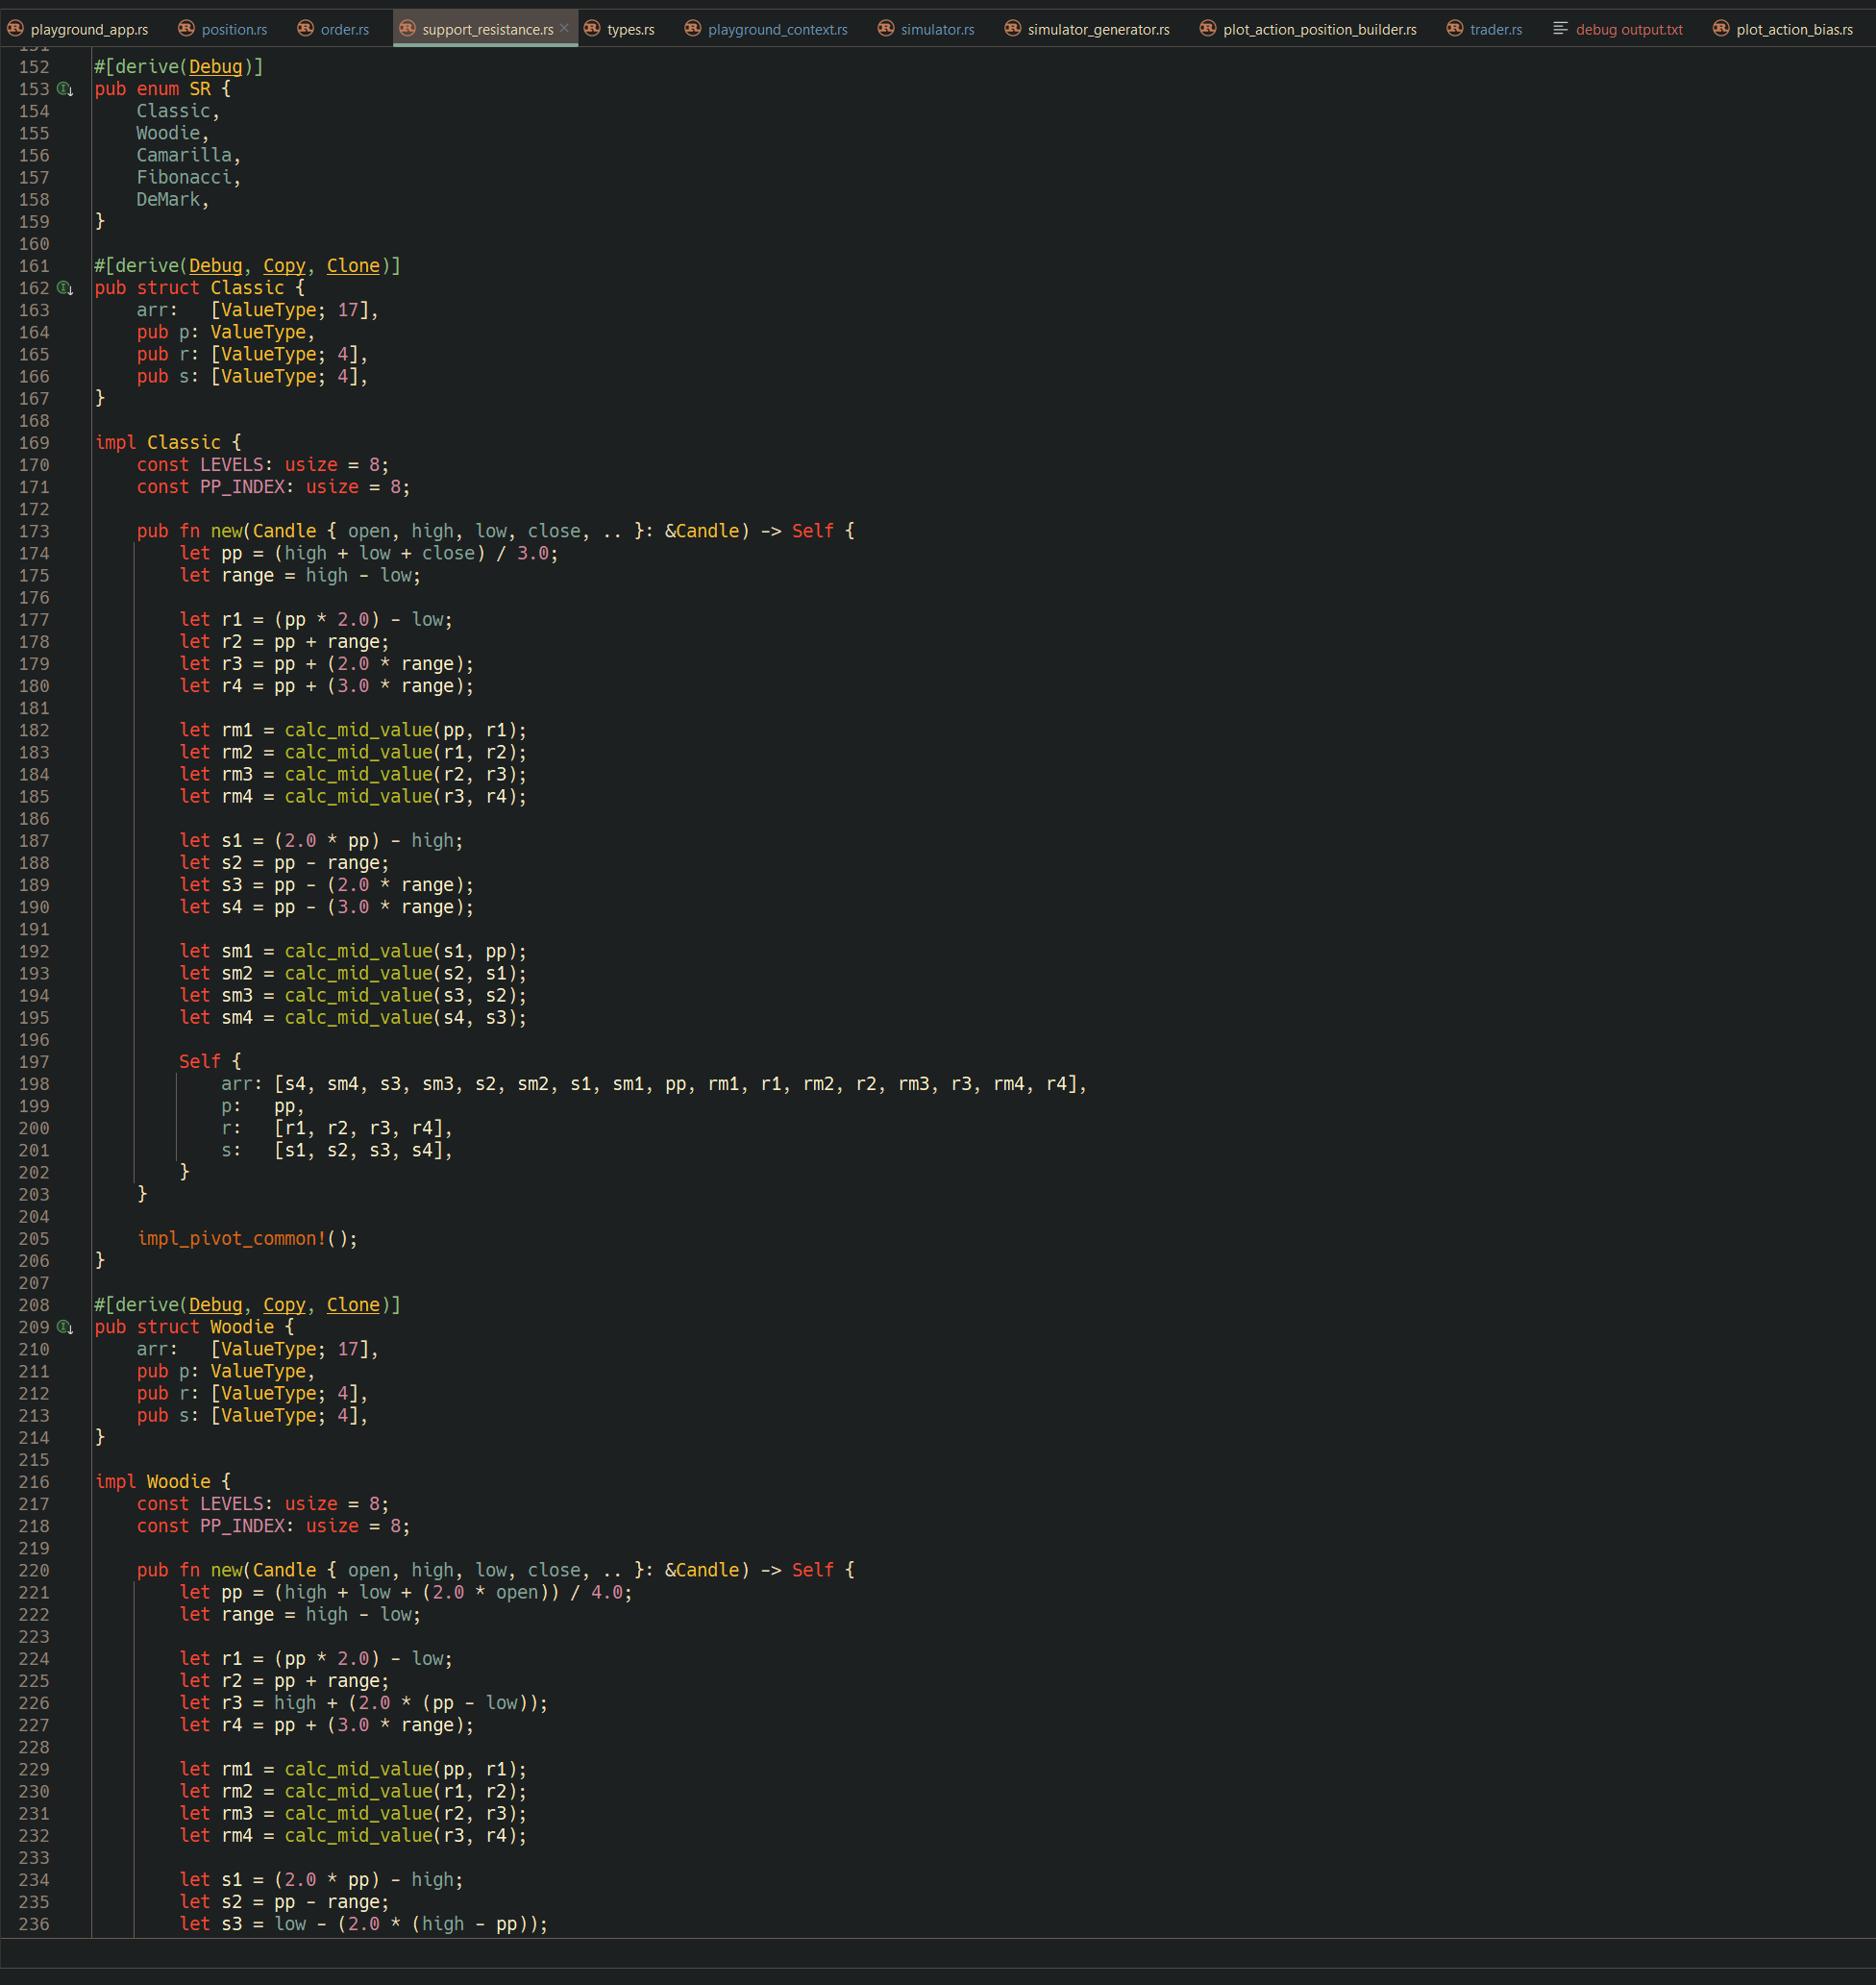 playground_app.rs position.rs order.rs support_resistance.rs × types.rs playground_context.rs simulator.rs simulator_generator.rs plot_action_position_builder.rs trader.rs debug output.txt plot_action_bias.rs
151
152 #[derive(Debug)]
153 pub enum SR {
154     Classic,
155     Woodie,
156     Camarilla,
157     Fibonacci,
158     DeMark,
159 }
160
161 #[derive(Debug, Copy, Clone)]
162 pub struct Classic {
163     arr:   [ValueType; 17],
164     pub p: ValueType,
165     pub r: [ValueType; 4],
166     pub s: [ValueType; 4],
167 }
168
169 impl Classic {
170     const LEVELS: usize = 8;
171     const PP_INDEX: usize = 8;
172
173     pub fn new(Candle { open, high, low, close, .. }: &Candle) -> Self {
174         let pp = (high + low + close) / 3.0;
175         let range = high - low;
176
177         let r1 = (pp * 2.0) - low;
178         let r2 = pp + range;
179         let r3 = pp + (2.0 * range);
180         let r4 = pp + (3.0 * range);
181
182         let rm1 = calc_mid_value(pp, r1);
183         let rm2 = calc_mid_value(r1, r2);
184         let rm3 = calc_mid_value(r2, r3);
185         let rm4 = calc_mid_value(r3, r4);
186
187         let s1 = (2.0 * pp) - high;
188         let s2 = pp - range;
189         let s3 = pp - (2.0 * range);
190         let s4 = pp - (3.0 * range);
191
192         let sm1 = calc_mid_value(s1, pp);
193         let sm2 = calc_mid_value(s2, s1);
194         let sm3 = calc_mid_value(s3, s2);
195         let sm4 = calc_mid_value(s4, s3);
196
197         Self {
198             arr: [s4, sm4, s3, sm3, s2, sm2, s1, sm1, pp, rm1, r1, rm2, r2, rm3, r3, rm4, r4],
199             p:   pp,
200             r:   [r1, r2, r3, r4],
201             s:   [s1, s2, s3, s4],
202         }
203     }
204
205     impl_pivot_common!();
206 }
207
208 #[derive(Debug, Copy, Clone)]
209 pub struct Woodie {
210     arr:   [ValueType; 17],
211     pub p: ValueType,
212     pub r: [ValueType; 4],
213     pub s: [ValueType; 4],
214 }
215
216 impl Woodie {
217     const LEVELS: usize = 8;
218     const PP_INDEX: usize = 8;
219
220     pub fn new(Candle { open, high, low, close, .. }: &Candle) -> Self {
221         let pp = (high + low + (2.0 * open)) / 4.0;
222         let range = high - low;
223
224         let r1 = (pp * 2.0) - low;
225         let r2 = pp + range;
226         let r3 = high + (2.0 * (pp - low));
227         let r4 = pp + (3.0 * range);
228
229         let rm1 = calc_mid_value(pp, r1);
230         let rm2 = calc_mid_value(r1, r2);
231         let rm3 = calc_mid_value(r2, r3);
232         let rm4 = calc_mid_value(r3, r4);
233
234         let s1 = (2.0 * pp) - high;
235         let s2 = pp - range;
236         let s3 = low - (2.0 * (high - pp));